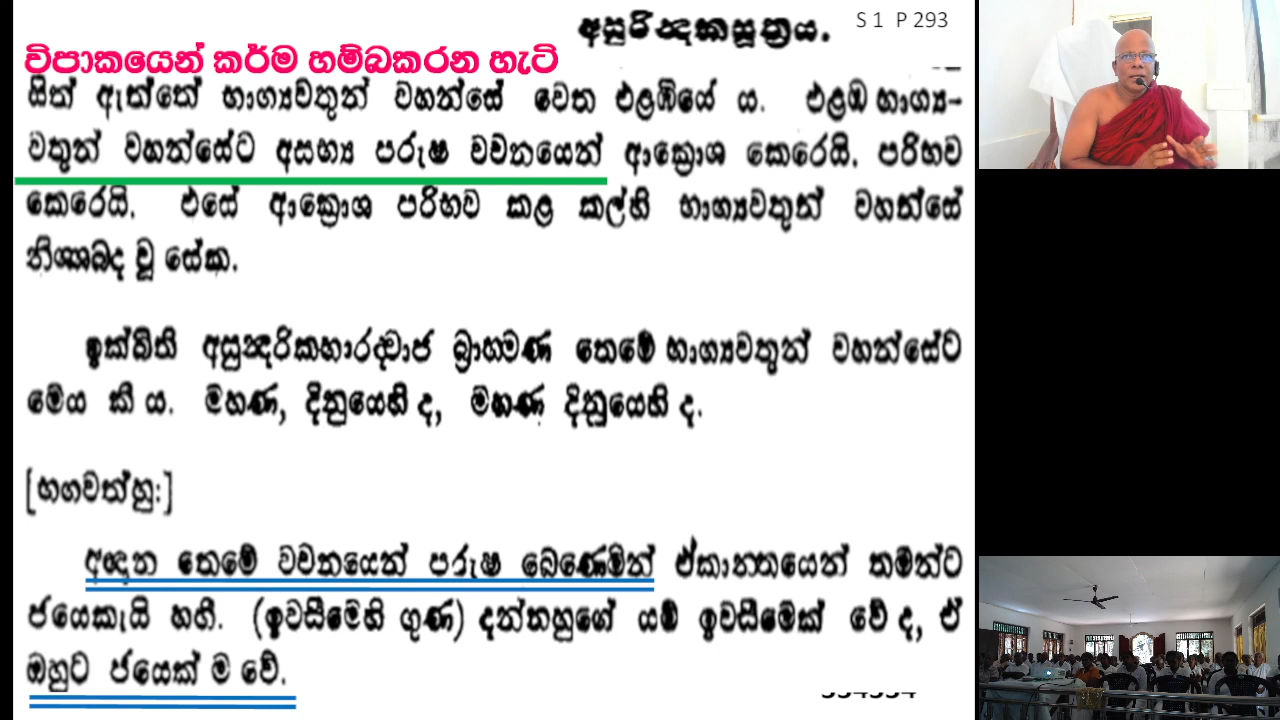 අසුරින්‍දකසූත්‍රය.
S 1 P 293
විපාකයෙන් කර්ම හම්බකරන හැටි
සිත් ඇත්තේ භාග්‍යවතුන් වහන්සේ වෙත එළඹියේ ය. එළඹ භාග්‍ය-
වතුන් වහන්සේට අසභ්‍ය පරුෂ වචනයෙන් ආක්‍රොශ කෙරෙයි. පරිභව
කෙරෙයි. එසේ ආක්‍රොශ පරිභව කළ කල්හි භාග්‍යවතුන් වහන්සේ
නිශ්ශබ්ද වූ සේක.
ඉක්බිති අසුන්‍දරිකභාරද්වාජ බ්‍රාහ්මණ තෙමේ භාග්‍යවතුන් වහන්සේට
මේය කී ය. මහණ, දිනුයෙහි ද, මහණ දිනුයෙහි ද.
[භගවත්හු:]
අඥාන තෙමේ වචනයෙන් පරුෂ බෙණෙමින් ඒකාන්තයෙන් තමන්ට
ජයෙකැයි හඟී. (ඉවසීමෙහි ගුණ) දන්නහුගේ යම් ඉවසීමෙක් වේ ද, ඒ
ඔහුට ජයෙක් ම වේ.